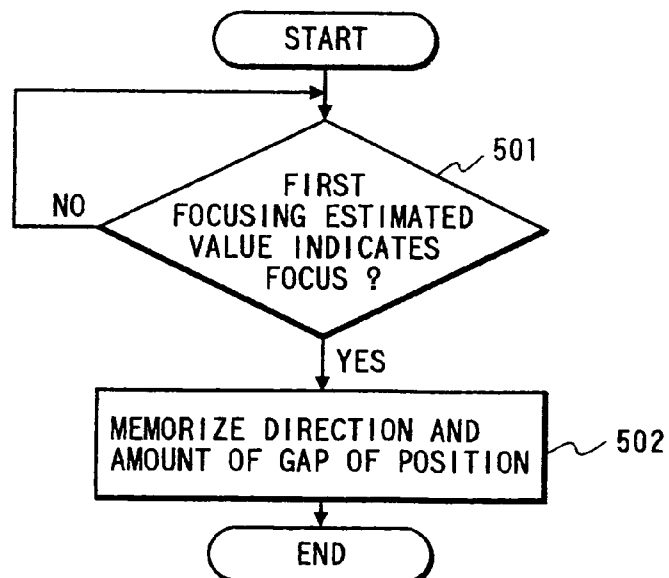 START
501
FIRST
FOCUSING ESTIMATED
VALUE INDICATES
FOCUS ?
NO
YES
MEMORIZE DIRECTION AND
AMOUNT OF GAP OF POSITION
502
END